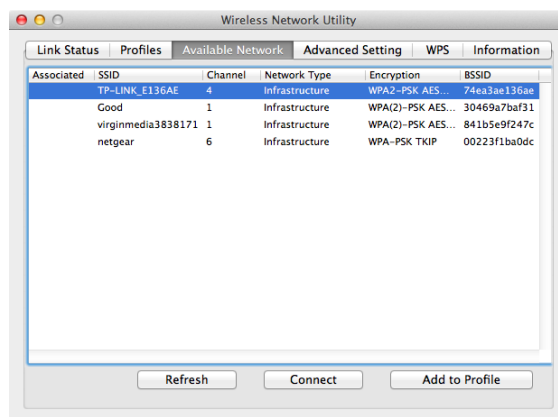 Wireless Network Utility
Link Status Profiles Available Network Advanced Setting WPS Information
Associated SSID Channel Network Type Encryption BSSID
TP-LINK_E136AE 4 Infrastructure WPA2-PSK AES... 74ea3ae136ae
Good 1 Infrastructure WPA(2)-PSK AES... 30469a7baf31
virginmedia3838171 1 Infrastructure WPA(2)-PSK AES... 841b5e9f247c
netgear 6 Infrastructure WPA-PSK TKIP 00223f1ba0dc
Refresh Connect Add to Profile